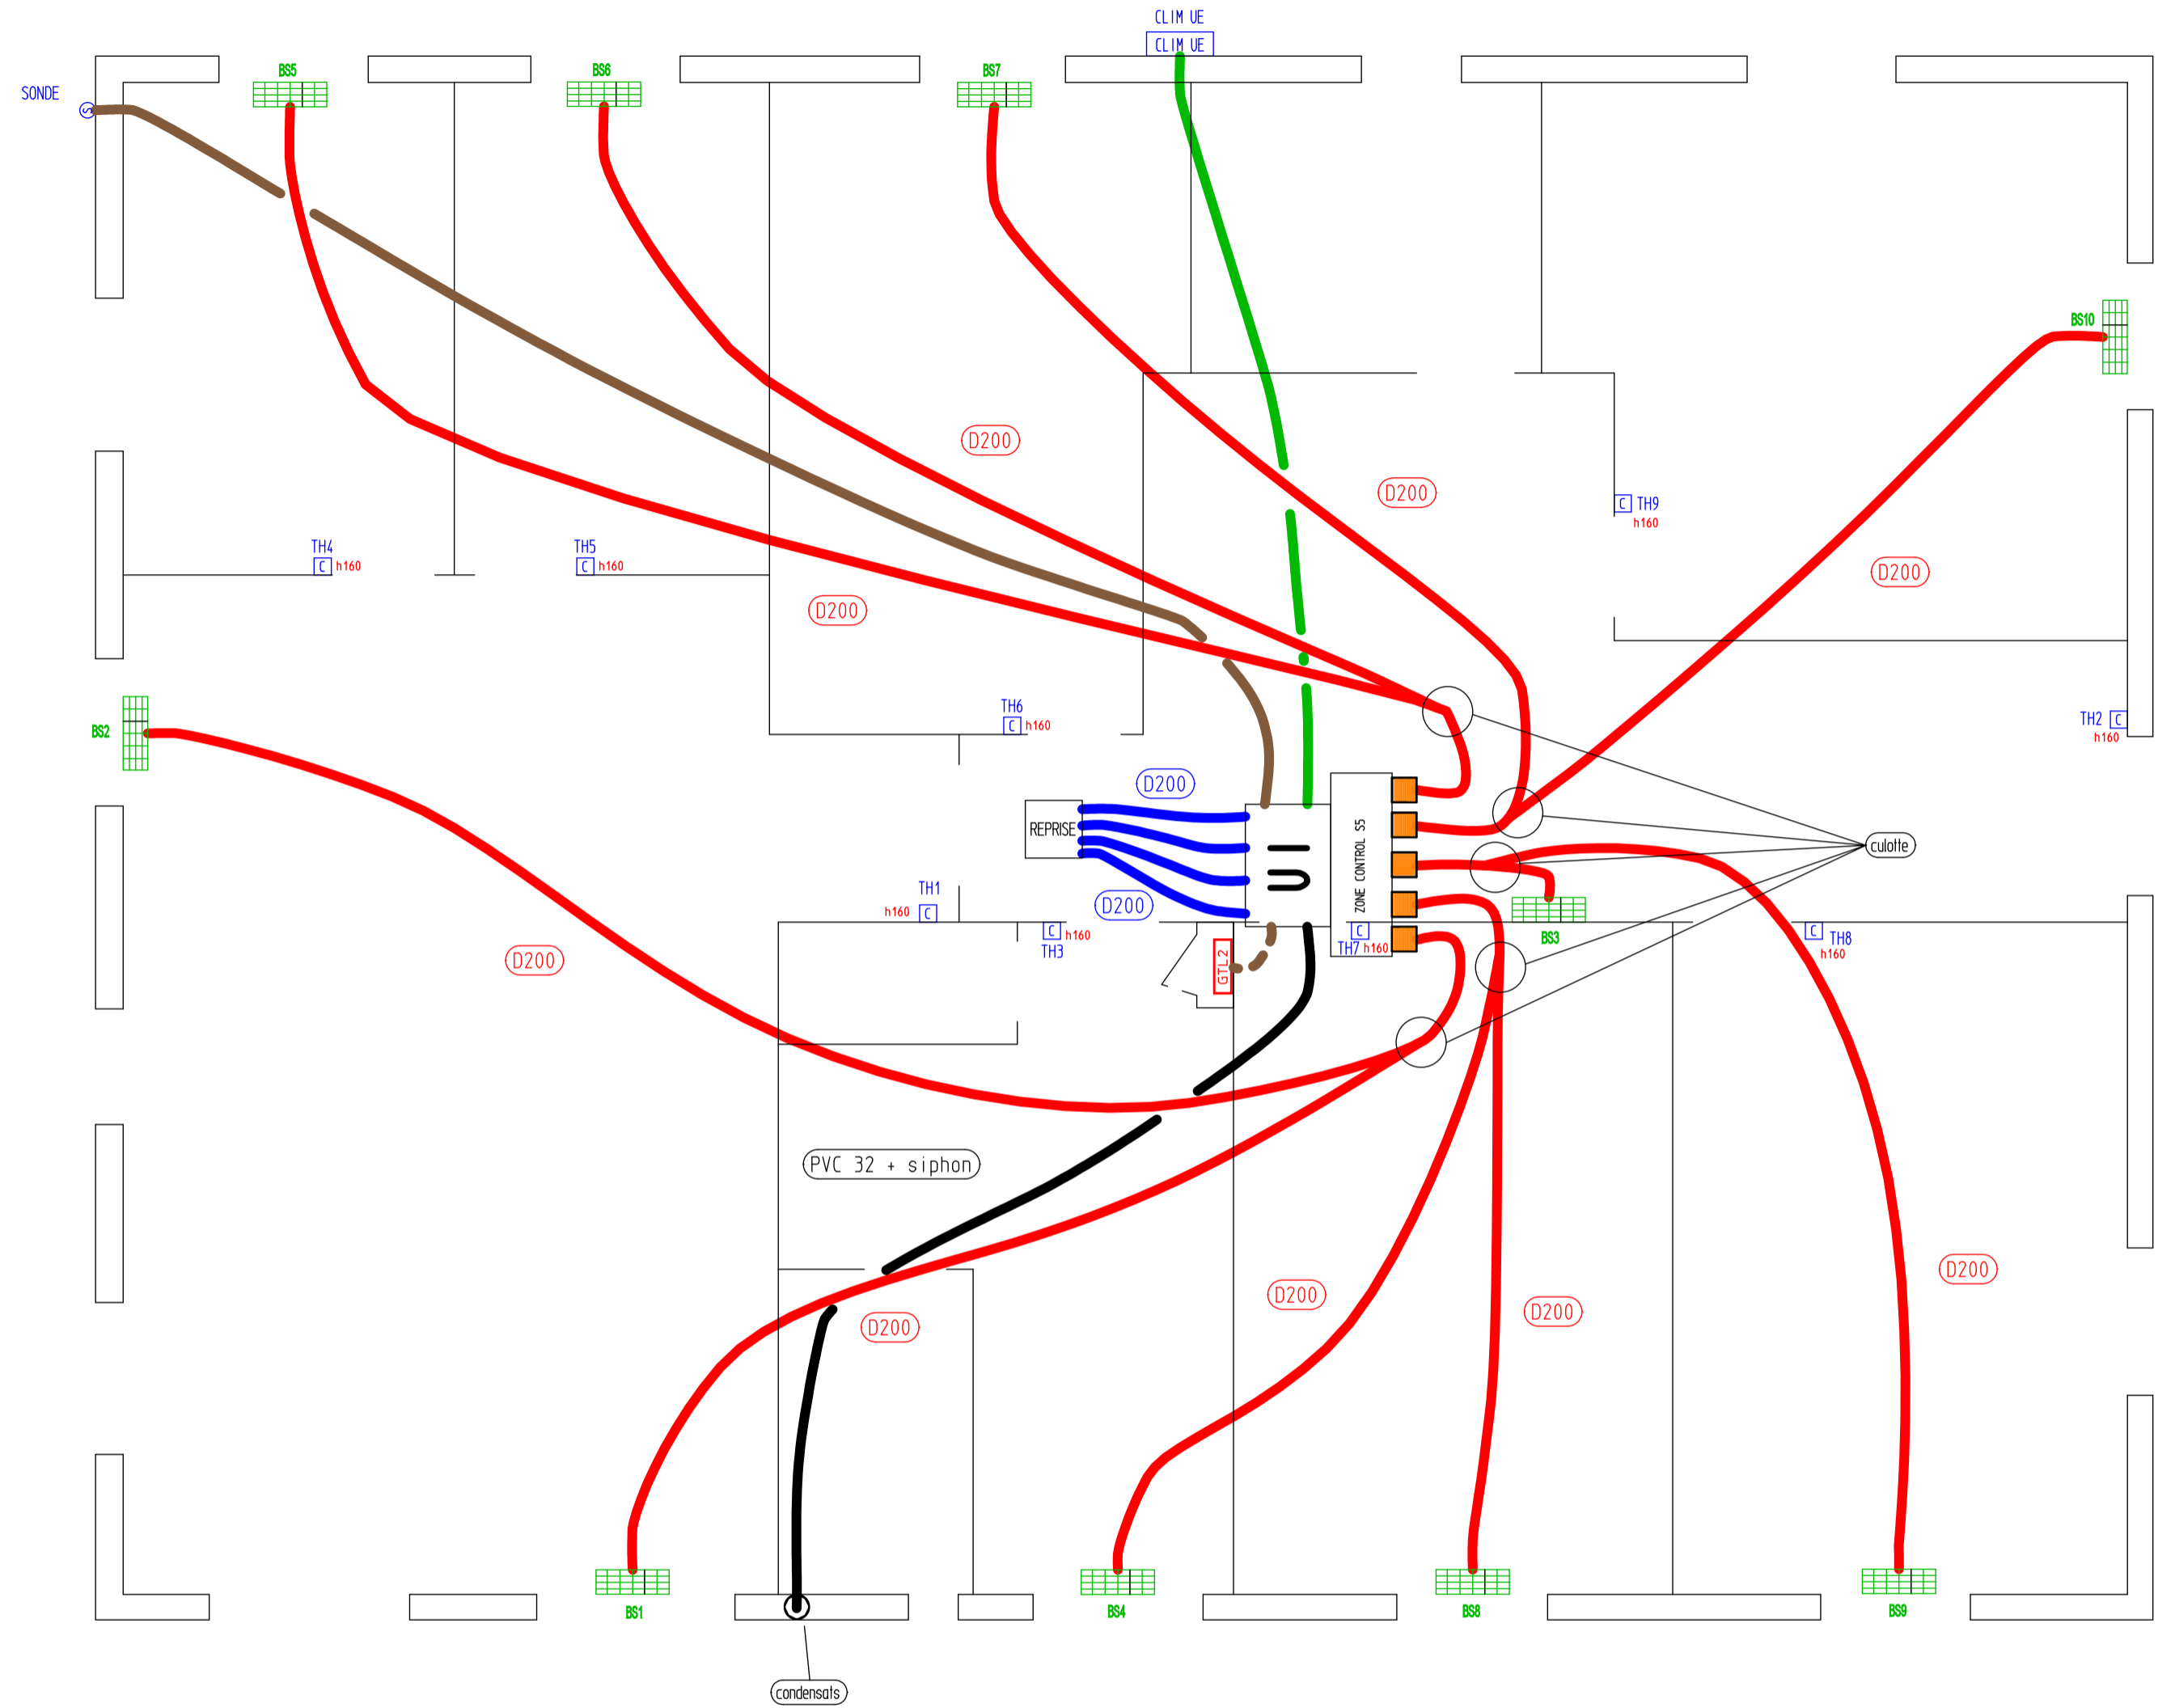 CLIM UE
CLIM UE
SONDE
S
BS5
BS6
BS7
BS10
D200
D200
C
TH9
h160
TH4
C
h160
TH5
C
h160
D200
D200
BS2
TH6
C
h160
TH2
C
h160
D200
REPRISE
UI
ZONE CONTROL S5
culotte
TH1
h160
C
D200
C
h160
TH3
C
TH7
h160
BS3
C
TH8
h160
D200
GTL2
PVC 32 + siphon
D200
D200
D200
D200
BS1
BS4
BS8
BS9
condensats